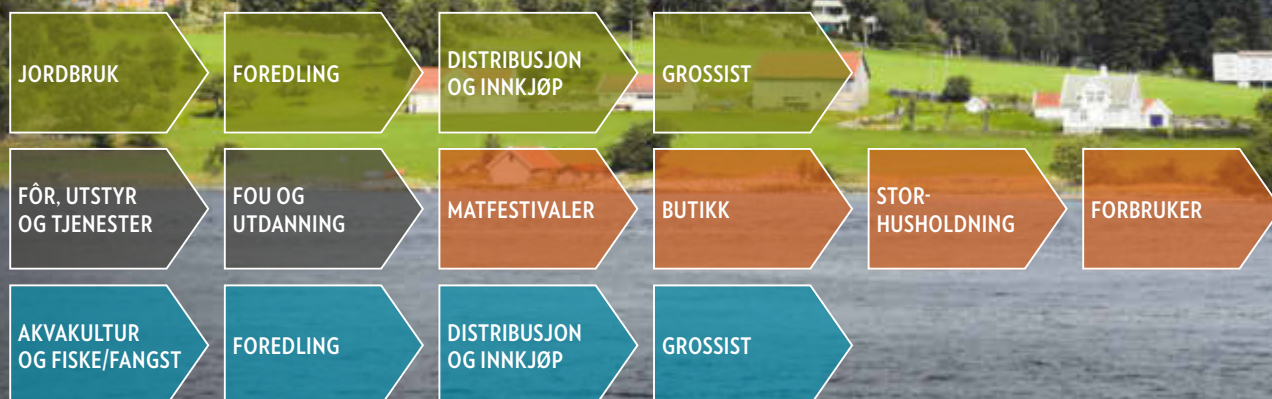 JORDBRUK
FOREDLING
DISTRIBUSJON
OG INNKJØP
GROSSIST
FÔR, UTSTYR
OG TJENESTER
FOU OG
UTDANNING
MATFESTIVALER
BUTIKK
STOR-
HUSHOLDNING
FORBRUKER
AKVAKULTUR
OG FISKE/FANGST
FOREDLING
DISTRIBUSJON
OG INNKJØP
GROSSIST